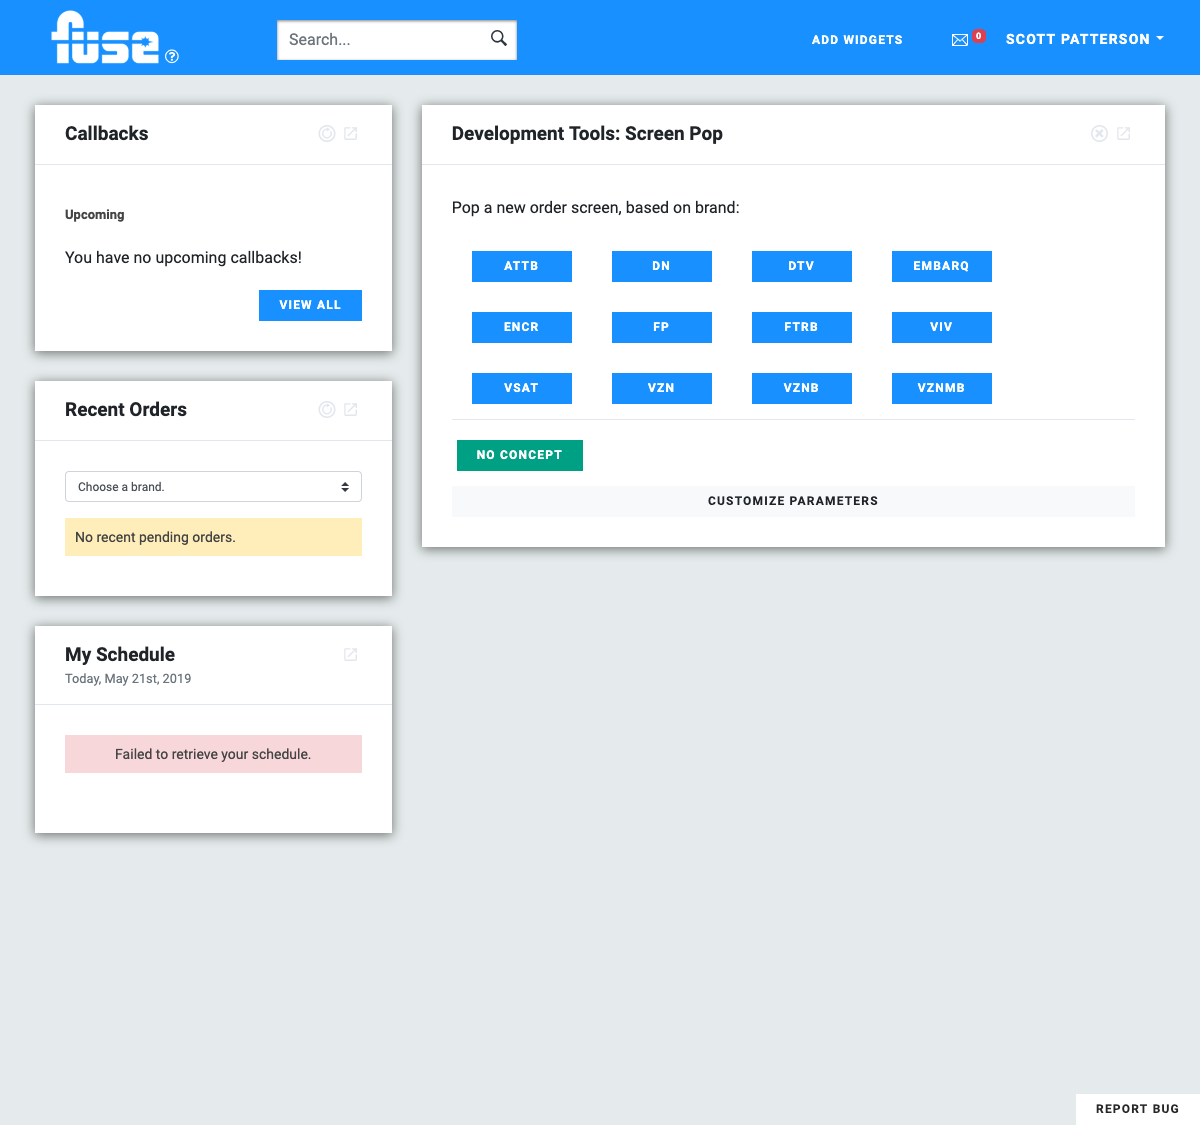 fuse
Search...
ADD WIDGETS
0
SCOTT PATTERSON
Callbacks
Upcoming
You have no upcoming callbacks!
VIEW ALL
Recent Orders
Choose a brand.
No recent pending orders.
My Schedule
Today, May 21st, 2019
Failed to retrieve your schedule.
Development Tools: Screen Pop
Pop a new order screen, based on brand:
ATTB DN DTV EMBARQ
ENCR FP FTRB VIV
VSAT VZN VZNB VZNMB
NO CONCEPT
CUSTOMIZE PARAMETERS
REPORT BUG